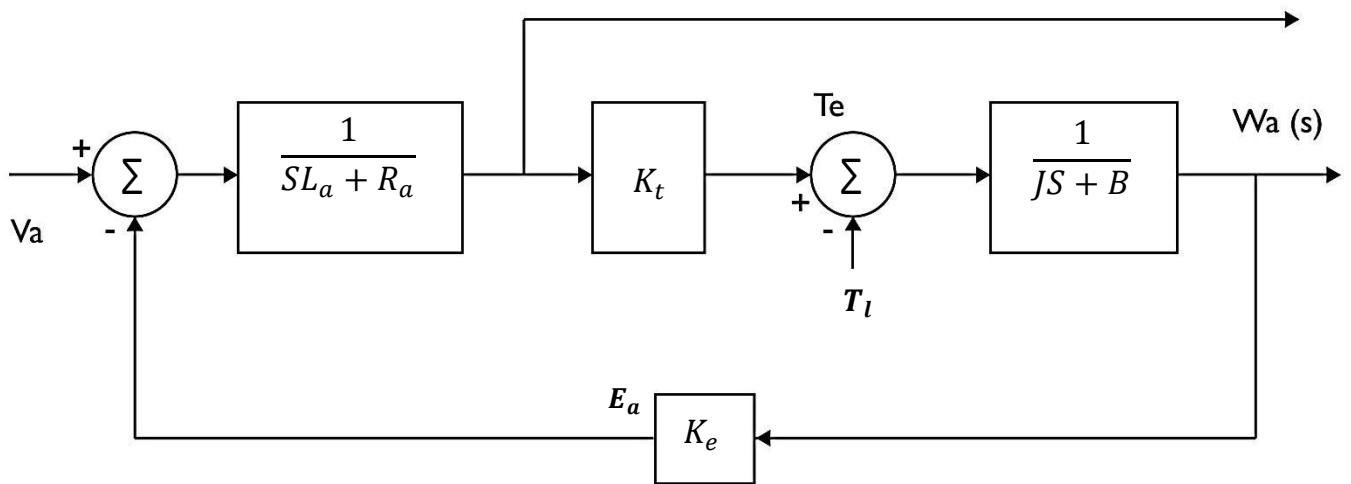 Te
Wa (s)
+
Σ
1
SLₐ + Rₐ
Kₜ
Σ
1
JS + B
+
Va
-
-
Tₗ
Eₐ
Kₑ